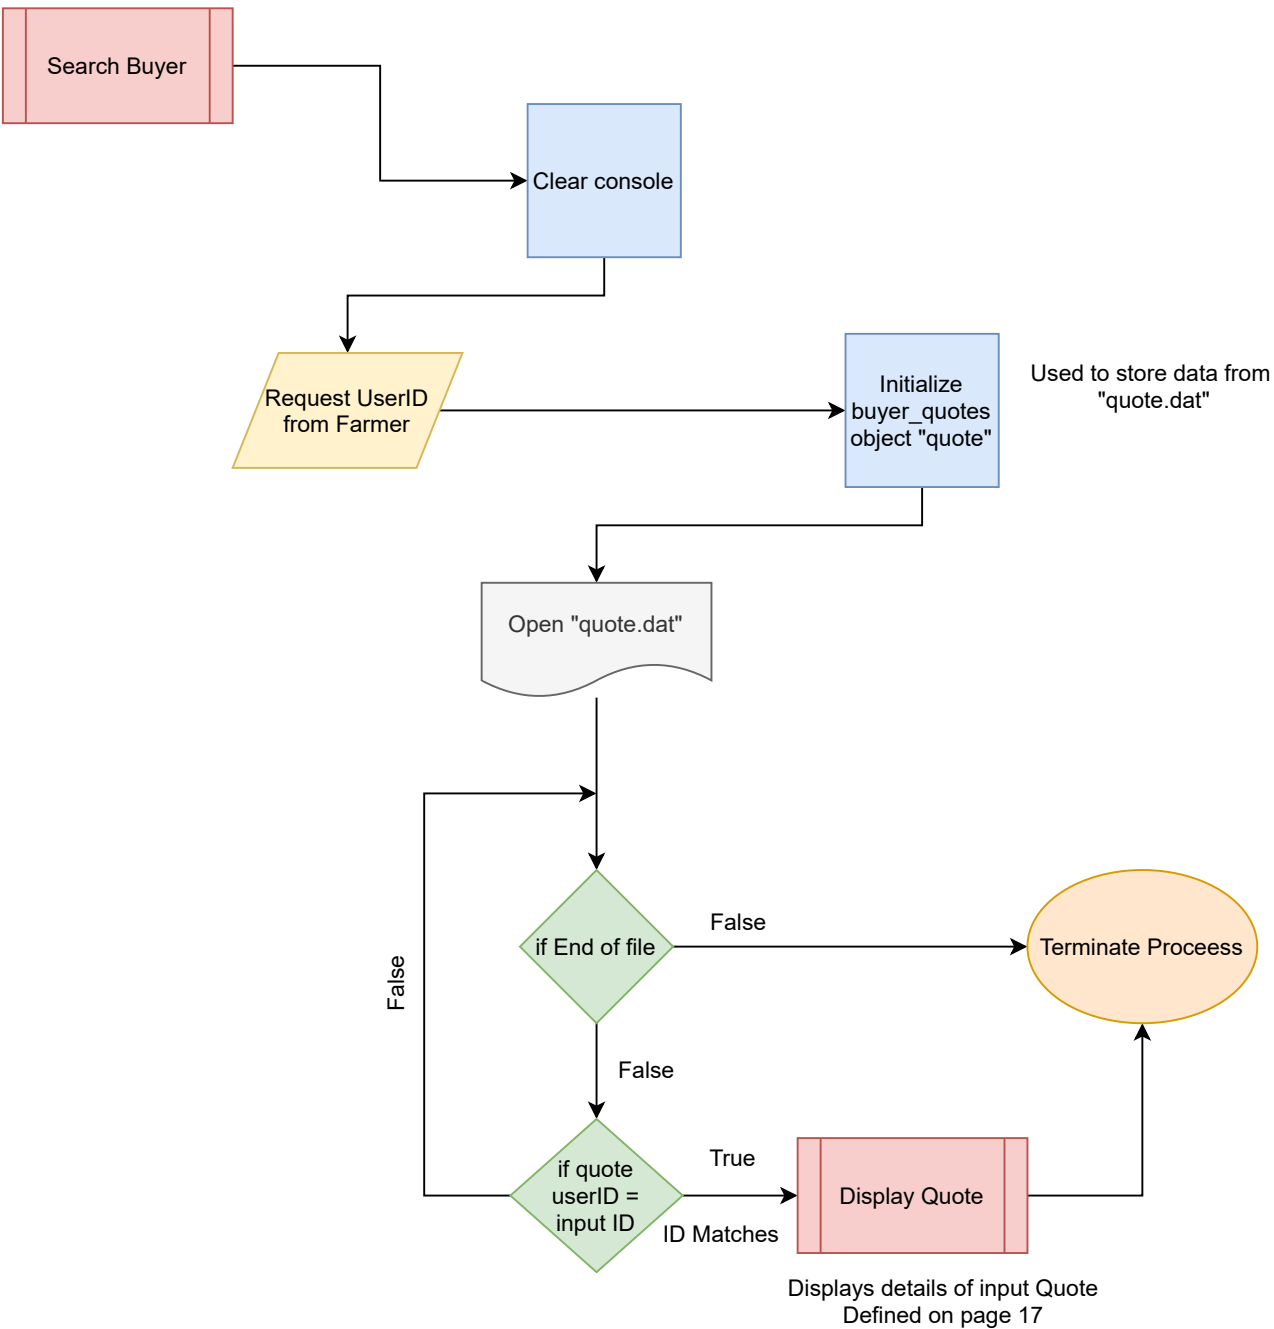 Search Buyer
Clear console
Request UserID
from Farmer
Initialize
buyer_quotes
object "quote"
Used to store data from
"quote.dat"
Open "quote.dat"
if End of file
False
Terminate Proceess
False
False
if quote
userID =
input ID
True
ID Matches
Display Quote
Displays details of input Quote
Defined on page 17